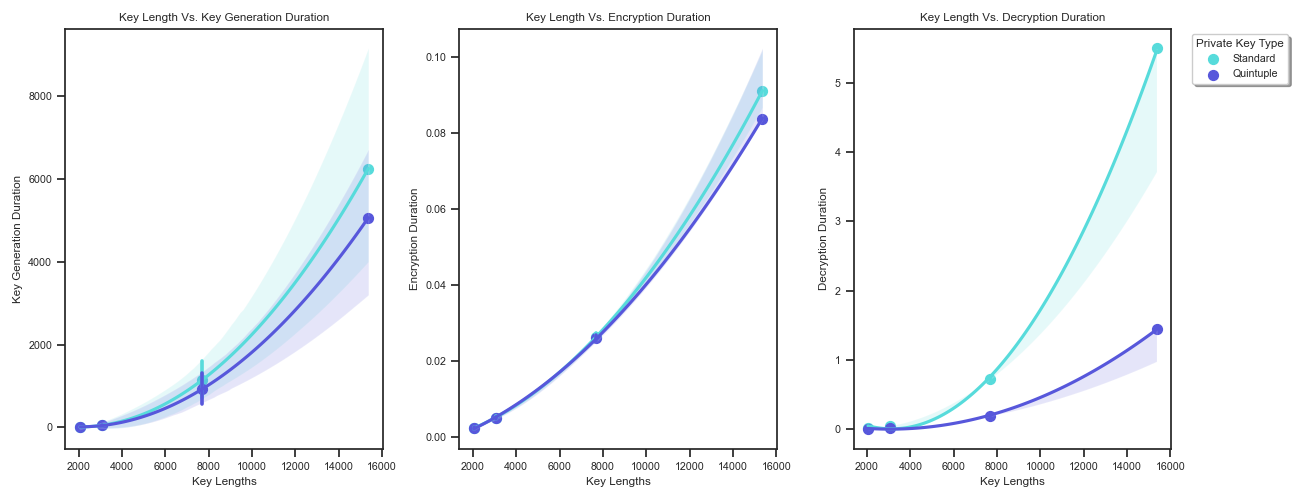 Key Length Vs. Key Generation Duration
Key Generation Duration
8000
6000
4000
2000
0
2000 4000 6000 8000 10000 12000 14000 16000
Key Lengths
Key Length Vs. Encryption Duration
Encryption Duration
0.10
0.08
0.06
0.04
0.02
0.00
2000 4000 6000 8000 10000 12000 14000 16000
Key Lengths
Key Length Vs. Decryption Duration
Decryption Duration
5
4
3
2
1
0
2000 4000 6000 8000 10000 12000 14000 16000
Key Lengths
Private Key Type
Standard
Quintuple